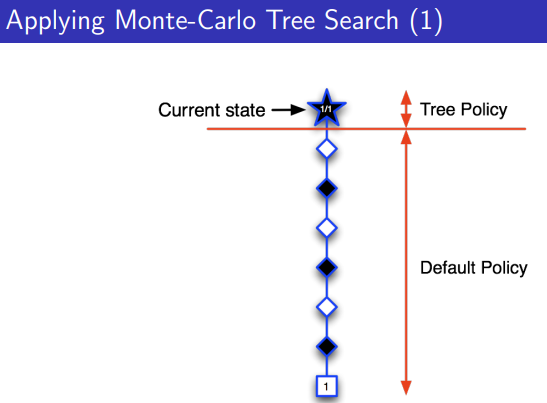 Applying Monte-Carlo Tree Search (1)
Current state
1/1
Tree Policy
Default Policy
1